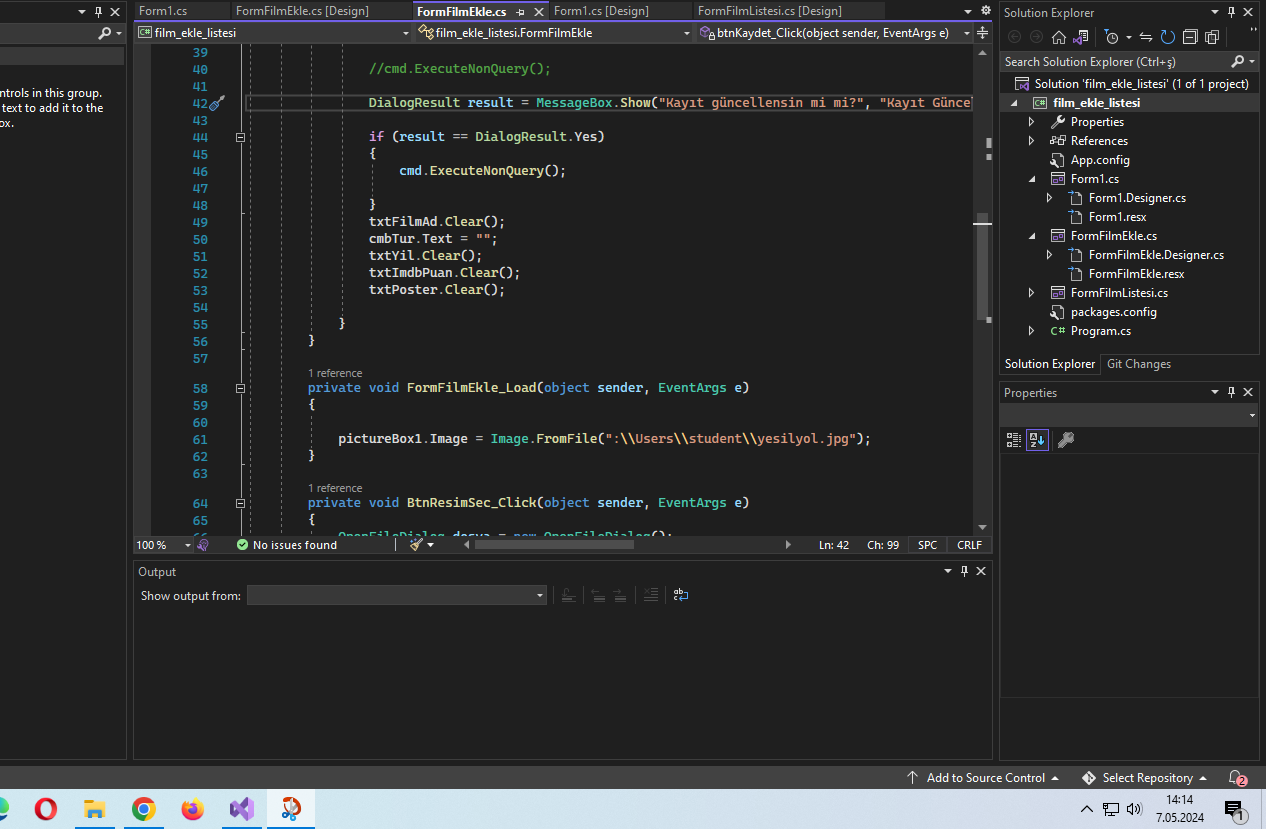 Form1.cs
FormFilmEkle.cs [Design]
FormFilmEkle.cs
Form1.cs [Design]
FormFilmListesi.cs [Design]
film_ekle_listesi
film_ekle_listesi.FormFilmEkle
btnKaydet_Click(object sender, EventArgs e)
ntrols in this group.
text to add it to the
ox.
39
40 //cmd.ExecuteNonQuery();
41
42 DialogResult result = MessageBox.Show("Kayıt güncellensin mi mi?", "Kayıt Günce
43
44 if (result == DialogResult.Yes)
45 {
46 cmd.ExecuteNonQuery();
47
48 }
49 txtFilmAd.Clear();
50 cmbTur.Text = "";
51 txtYil.Clear();
52 txtImdbPuan.Clear();
53 txtPoster.Clear();
54
55 }
56 }
57
1 reference
58 private void FormFilmEkle_Load(object sender, EventArgs e)
59 {
60
61 pictureBox1.Image = Image.FromFile(":\\Users\\student\\yesilyol.jpg");
62 }
63
1 reference
64 private void BtnResimSec_Click(object sender, EventArgs e)
65 {
100 %
No issues found
Ln: 42
Ch: 99
SPC
CRLF
Output
Show output from:
Solution Explorer
Search Solution Explorer (Ctrl+ş)
Solution 'film_ekle_listesi' (1 of 1 project)
film_ekle_listesi
Properties
References
App.config
Form1.cs
Form1.Designer.cs
Form1.resx
FormFilmEkle.cs
FormFilmEkle.Designer.cs
FormFilmEkle.resx
FormFilmListesi.cs
packages.config
C# Program.cs
Solution Explorer
Git Changes
Properties
Add to Source Control
Select Repository
2
14:14
7.05.2024
1